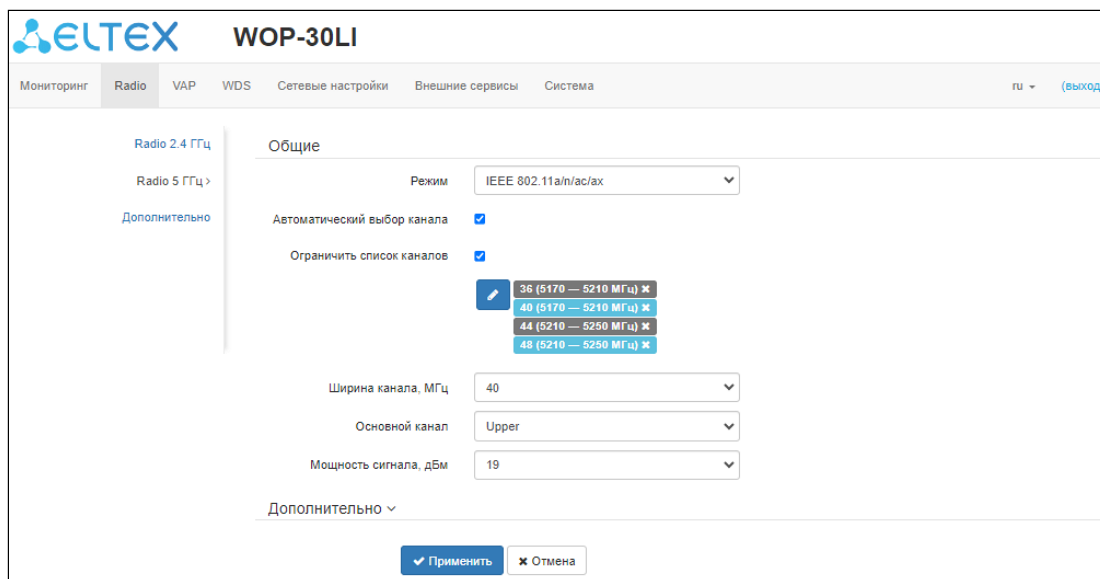 ELTEX WOP-30LI
Мониторинг Radio VAP WDS Сетевые настройки Внешние сервисы Система ru (выход
Radio 2.4 ГГц
Radio 5 ГГц
Дополнительно
Общие
Режим IEEE 802.11a/n/ac/ax
Автоматический выбор канала
Ограничить список каналов
36 (5170 — 5210 МГц) ✖
40 (5170 — 5210 МГц) ✖
44 (5210 — 5250 МГц) ✖
48 (5210 — 5250 МГц) ✖
Ширина канала, МГц 40
Основной канал Upper
Мощность сигнала, дБм 19
Дополнительно
✔ Применить ✖ Отмена